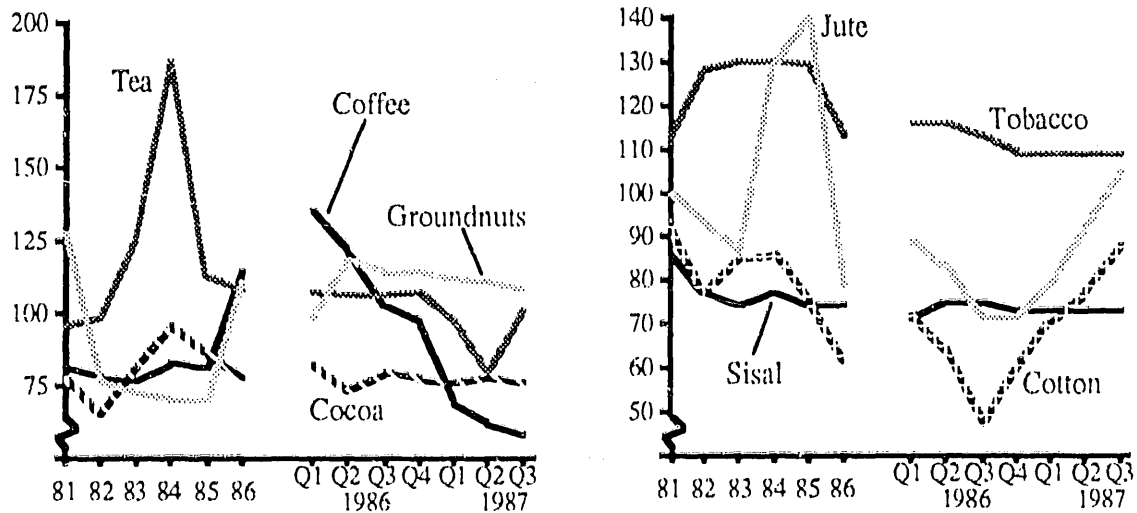 200
175
150
125
100
75
Tea
Coffee
Groundnuts
Cocoa
81 82 83 84 85 86
Q1 Q2 Q3 Q4 Q1 Q2 Q3
1986 1987
140
130
120
110
100
90
80
70
60
50
Jute
Tobacco
Sisal
Cotton
81 82 83 84 85 86
Q1 Q2 Q3 Q4 Q1 Q2 Q3
1986 1987